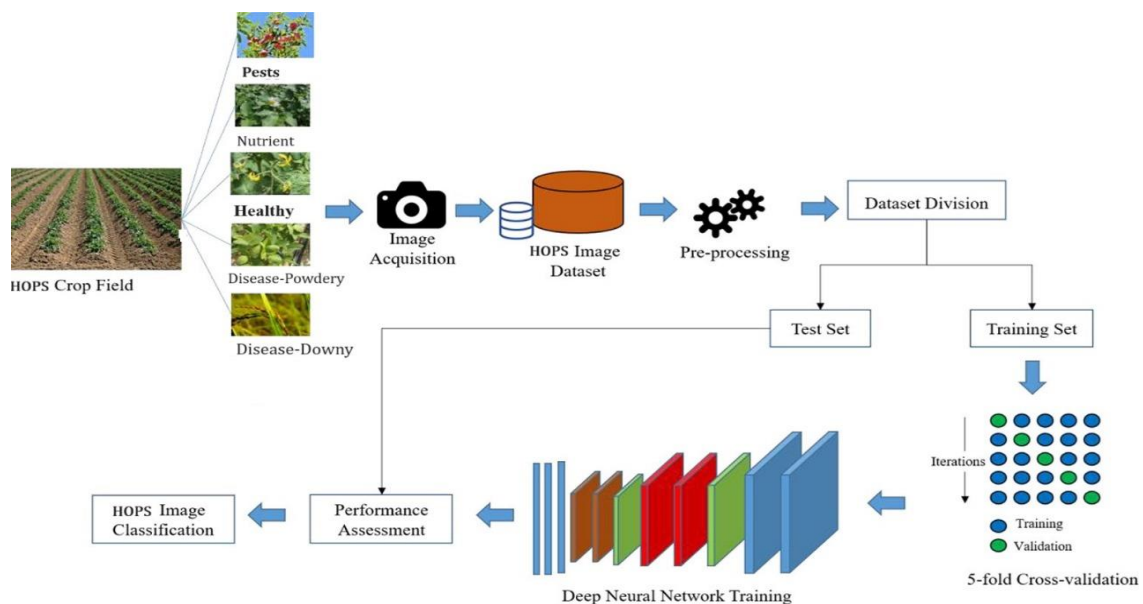 Pests
Nutrient
Healthy
Disease-Powdery
Disease-Downy
HOPS Crop Field
Image
Acquisition
HOPS Image
Dataset
Pre-processing
Dataset Division
Test Set
Training Set
Iterations
Training
Validation
5-fold Cross-validation
Deep Neural Network Training
Performance
Assessment
HOPS Image
Classification